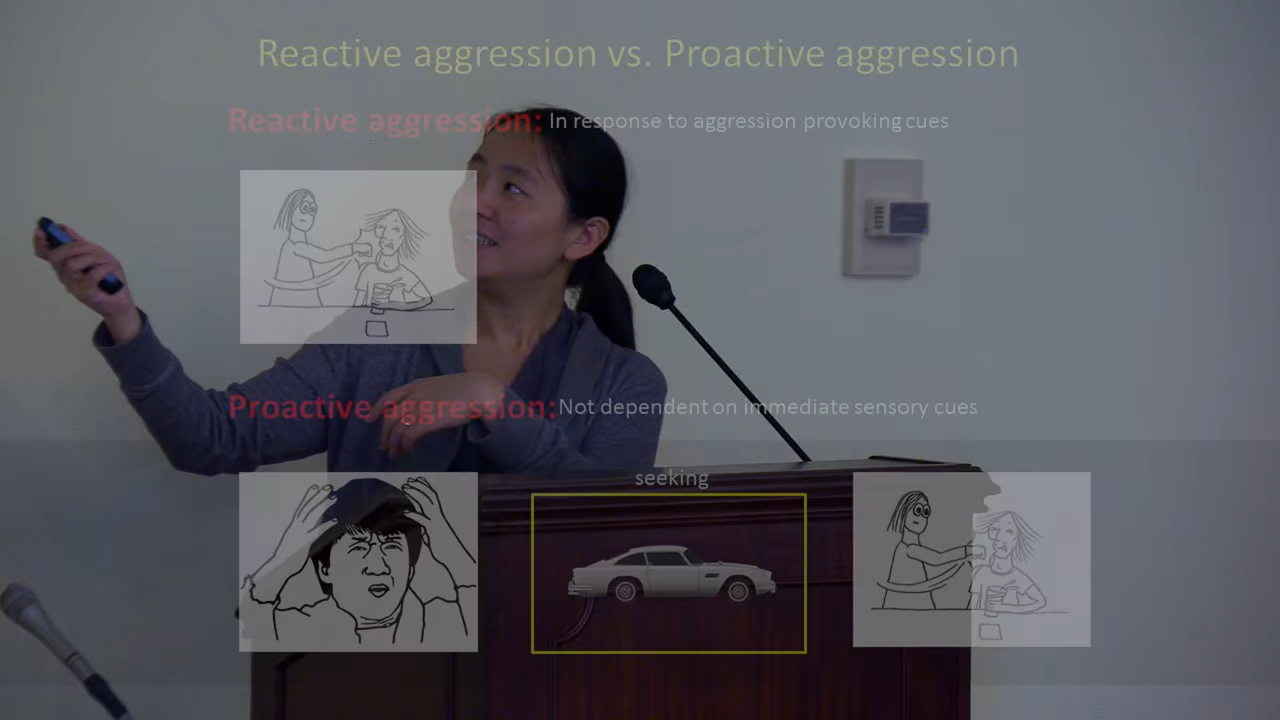 Reactive aggression vs. Proactive aggression
Reactive aggression: In response to aggression provoking cues
Proactive aggression: Not dependent on immediate sensory cues
seeking